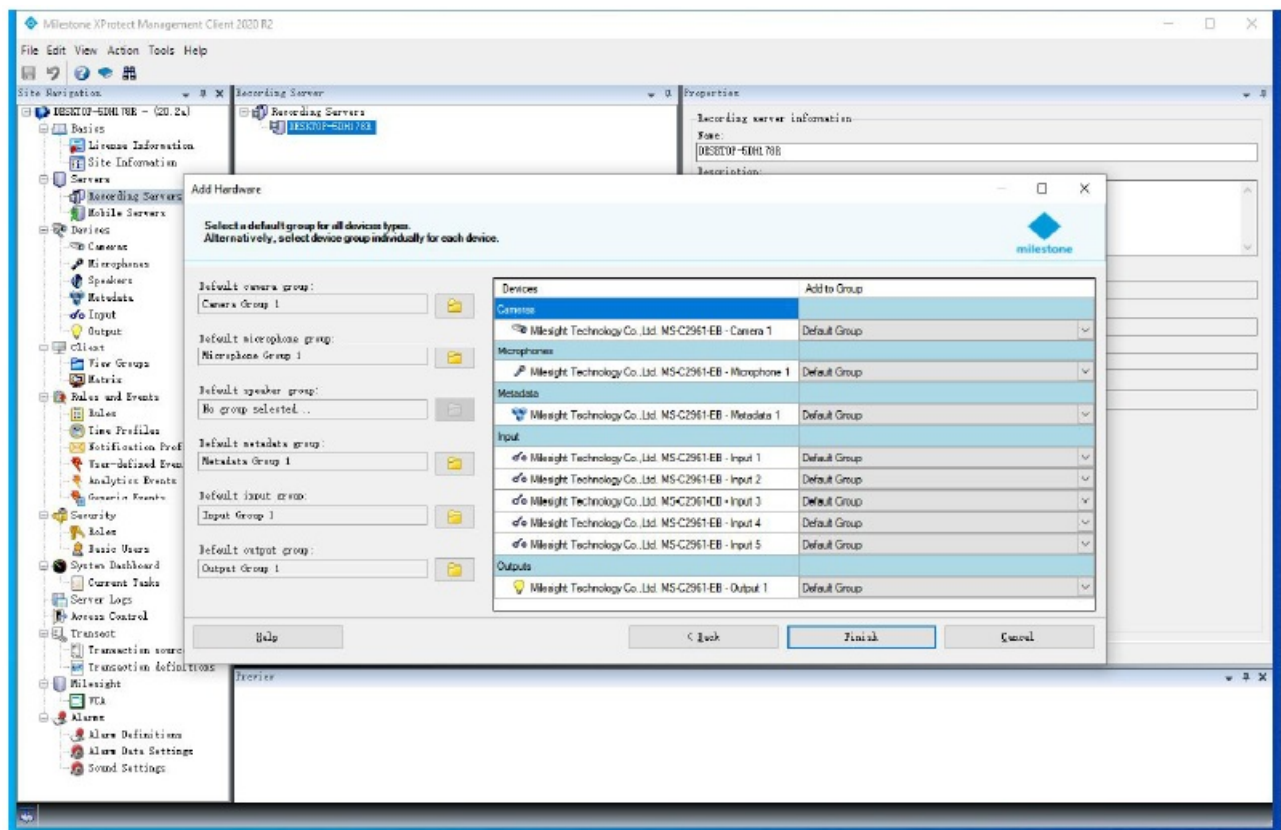 Milestone XProtect Management Client 2020 R2
File Edit View Action Tools Help
Site Navigation
DESKTOP-5DH178R - (20.2a)
Basics
License Information
Site Information
Servers
Recording Servers
Mobile Servers
Devices
Cameras
Microphones
Speakers
Metadata
Input
Output
Client
View Groups
Matrix
Rules and Events
Rules
Time Profiles
Notification Prof
User-defined Even
Analytics Events
Generic Events
Security
Roles
Basic Users
System Dashboard
Current Tasks
Server Logs
Access Control
Transact
Transaction sourc
Transaction definitions
Milesight
VCA
Alarms
Alarm Definitions
Alarm Data Settings
Sound Settings
Recording Server
Recording Servers
DESKTOP-5DH178R
Properties
Recording server information
Name:
DESKTOP-5DH178R
Description:
Add Hardware
Select a default group for all devices types.
Alternatively, select device group individually for each device.
milestone
Default camera group:
Camera Group 1
Default microphone group:
Microphone Group 1
Default speaker group:
No group selected...
Default metadata group:
Metadata Group 1
Default input group:
Input Group 1
Default output group:
Output Group 1
Devices Add to Group
Cameras
Milesight Technology Co.,Ltd. MS-C2961-EB - Camera 1 Default Group
Microphones
Milesight Technology Co.,Ltd. MS-C2961-EB - Microphone 1 Default Group
Metadata
Milesight Technology Co.,Ltd. MS-C2961-EB - Metadata 1 Default Group
Input
Milesight Technology Co.,Ltd. MS-C2961-EB - Input 1 Default Group
Milesight Technology Co.,Ltd. MS-C2961-EB - Input 2 Default Group
Milesight Technology Co.,Ltd. MS-C2961-EB - Input 3 Default Group
Milesight Technology Co.,Ltd. MS-C2961-EB - Input 4 Default Group
Milesight Technology Co.,Ltd. MS-C2961-EB - Input 5 Default Group
Outputs
Milesight Technology Co.,Ltd. MS-C2961-EB - Output 1 Default Group
Help < Back Finish Cancel
Preview